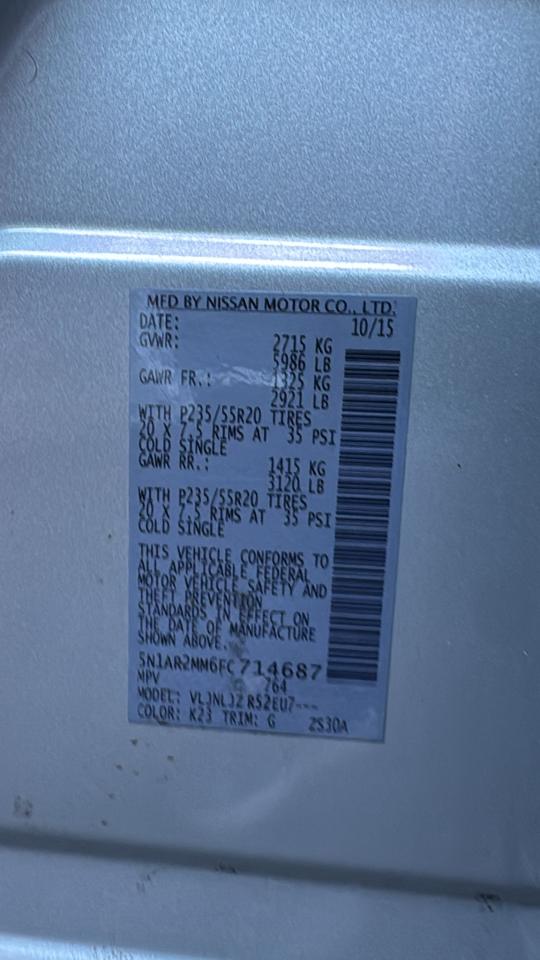 MFD BY NISSAN MOTOR CO., LTD.
DATE: 10/15
GVWR: 2715 KG
5986 LB
GAWR FR.: 1325 KG
2921 LB
WITH P235/55R20 TIRES
20 X 7.5 RIMS AT 35 PSI
COLD SINGLE
GAWR RR.: 1415 KG
3120 LB
WITH P235/55R20 TIRES
20 X 7.5 RIMS AT 35 PSI
COLD SINGLE
THIS VEHICLE CONFORMS TO
ALL APPLICABLE FEDERAL
MOTOR VEHICLE SAFETY AND
THEFT PREVENTION
STANDARDS IN EFFECT ON
THE DATE OF MANUFACTURE
SHOWN ABOVE.
5N1AR2MM6FC714687
MPV 764
MODEL:
COLOR: K23 TRIM: G 2S30A